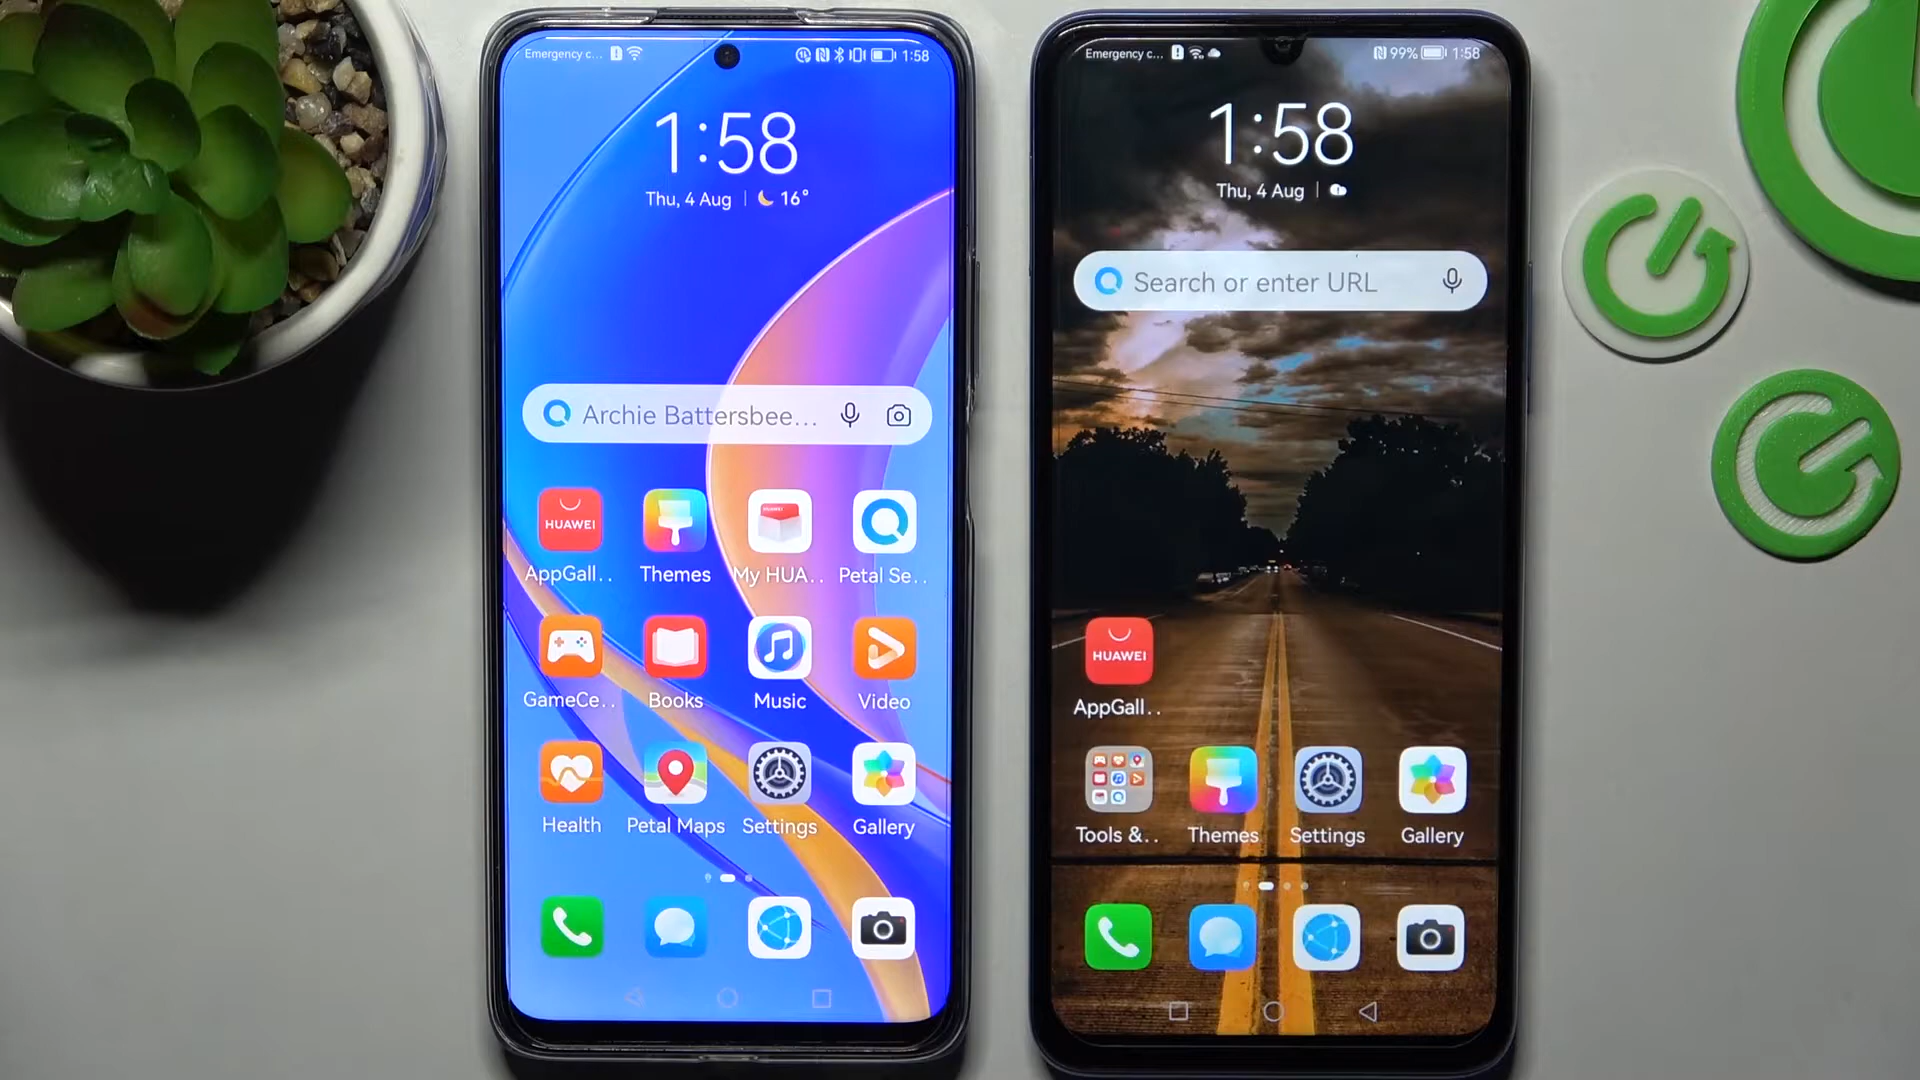 Emergency c... 1:58
1:58
Thu, 4 Aug | 16°
Archie Battersbee...
HUAWEI
AppGall..
Themes
HUAWEI
My HUA..
Petal Se..
GameCe..
Books
Music
Video
Health
Petal Maps
Settings
Gallery
Emergency c... 99% 1:58
1:58
Thu, 4 Aug |
Search or enter URL
HUAWEI
AppGall..
Tools &..
Themes
Settings
Gallery